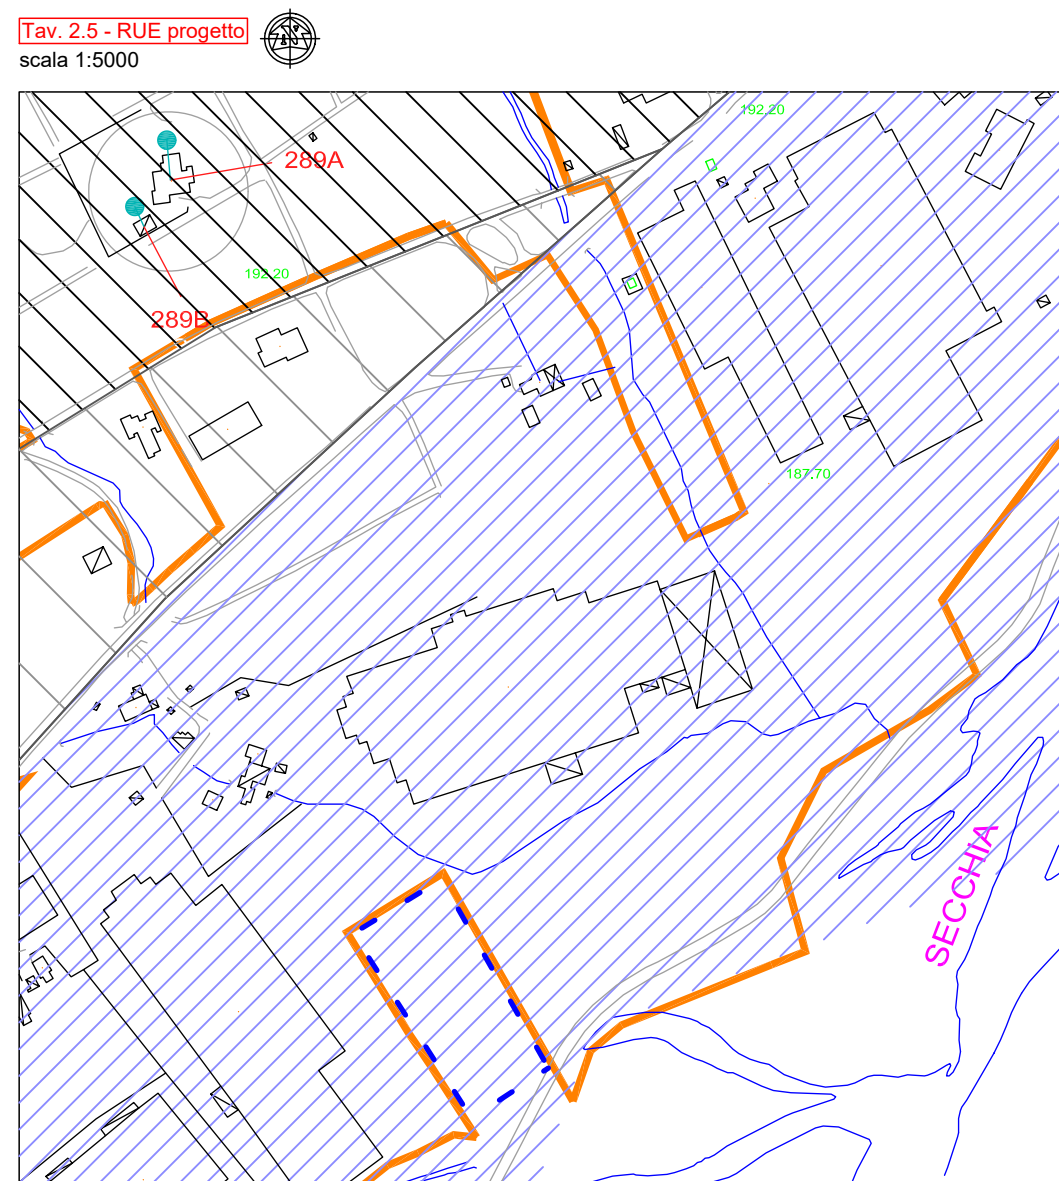 Tav. 2.5 - RUE progetto
scala 1:5000
192.20
289A
192.20
289B
187.70
SECCHIA